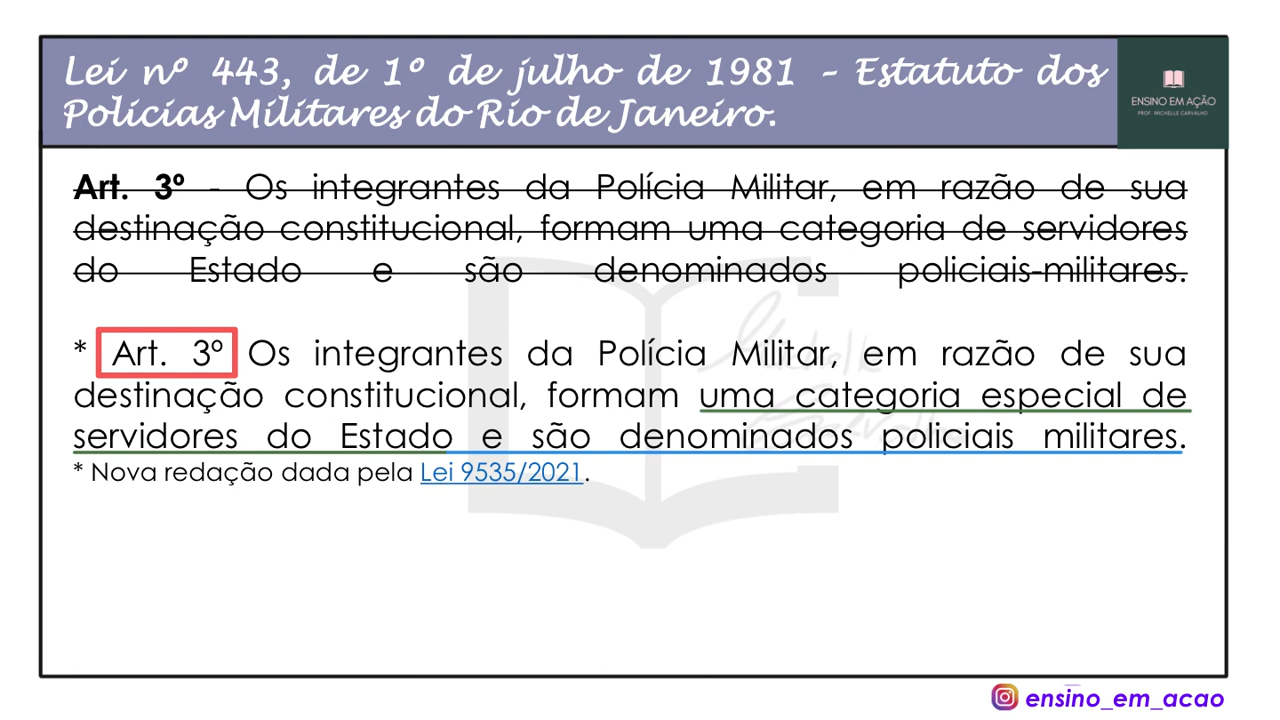 Lei nº 443, de 1º de julho de 1981 – Estatuto dos
Polícias Militares do Rio de Janeiro.
ENSINO EM AÇÃO
PROF. MICHELLE CARVALHO
Art. 3º - Os integrantes da Polícia Militar, em razão de sua
destinação constitucional, formam uma categoria de servidores
do Estado e são denominados policiais-militares.
* Art. 3º Os integrantes da Polícia Militar, em razão de sua
destinação constitucional, formam uma categoria especial de
servidores do Estado e são denominados policiais militares.
* Nova redação dada pela Lei 9535/2021.
ensino_em_acao